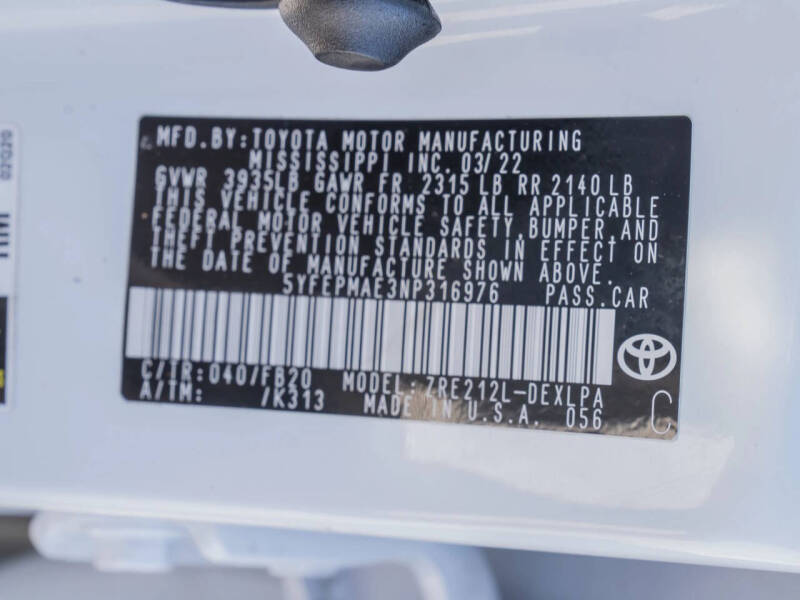 MFD.BY:TOYOTA MOTOR MANUFACTURING
MISSISSIPPI INC. 03/22
GVWR 3935LB GAWR FR 2315 LB RR 2140 LB
THIS VEHICLE CONFORMS TO ALL APPLICABLE
FEDERAL MOTOR VEHICLE SAFETY,BUMPER,AND
THEFT PREVENTION STANDARDS IN EFFECT ON
THE DATE OF MANUFACTURE SHOWN ABOVE.
5YFEPMAE3NP316976 PASS.CAR
C/TR: 040/FB20 MODEL: ZRE212L-DEXLPA
A/TM: /K313 MADE IN U.S.A. 056
C